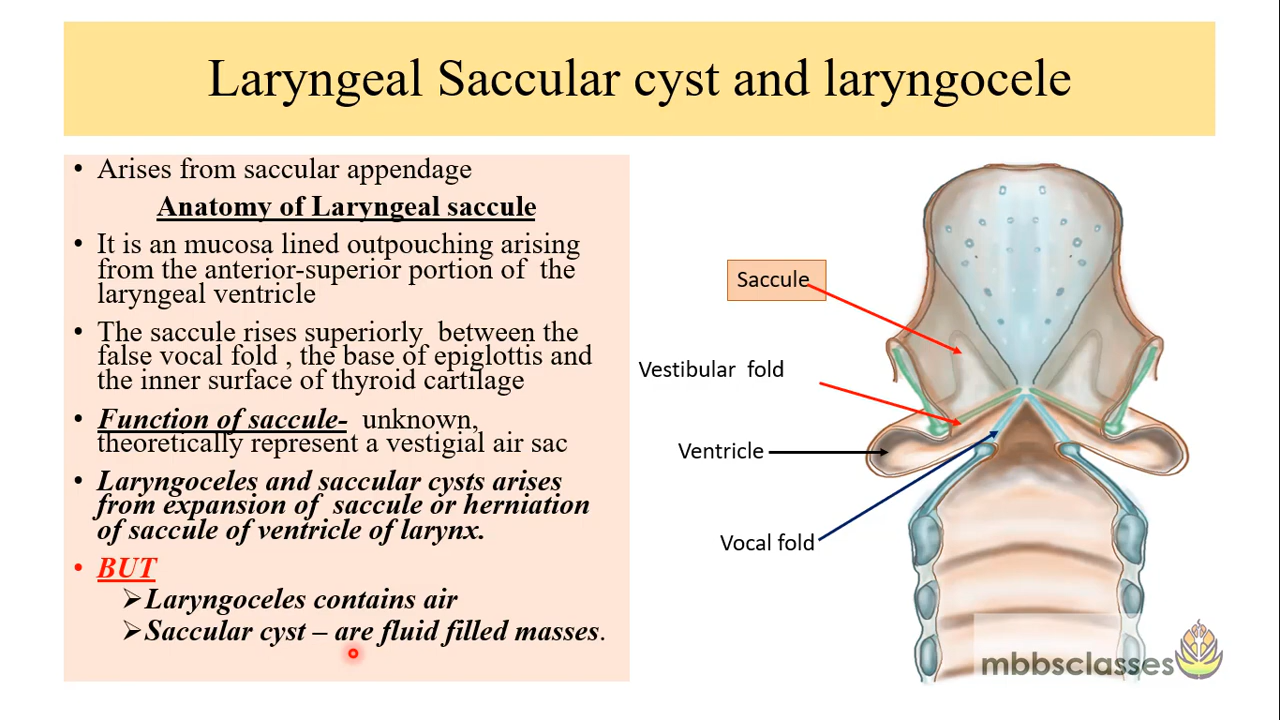 Laryngeal Saccular cyst and laryngocele
• Arises from saccular appendage
Anatomy of Laryngeal saccule
• It is an mucosa lined outpouching arising
from the anterior-superior portion of the
laryngeal ventricle
• The saccule rises superiorly between the
false vocal fold , the base of epiglottis and
the inner surface of thyroid cartilage
• Function of saccule- unknown,
theoretically represent a vestigial air sac
• Laryngoceles and saccular cysts arises
from expansion of saccule or herniation
of saccule of ventricle of larynx.
• BUT
➢Laryngoceles contains air
➢Saccular cyst – are fluid filled masses.
Saccule
Vestibular fold
Ventricle
Vocal fold
mbbsclasses